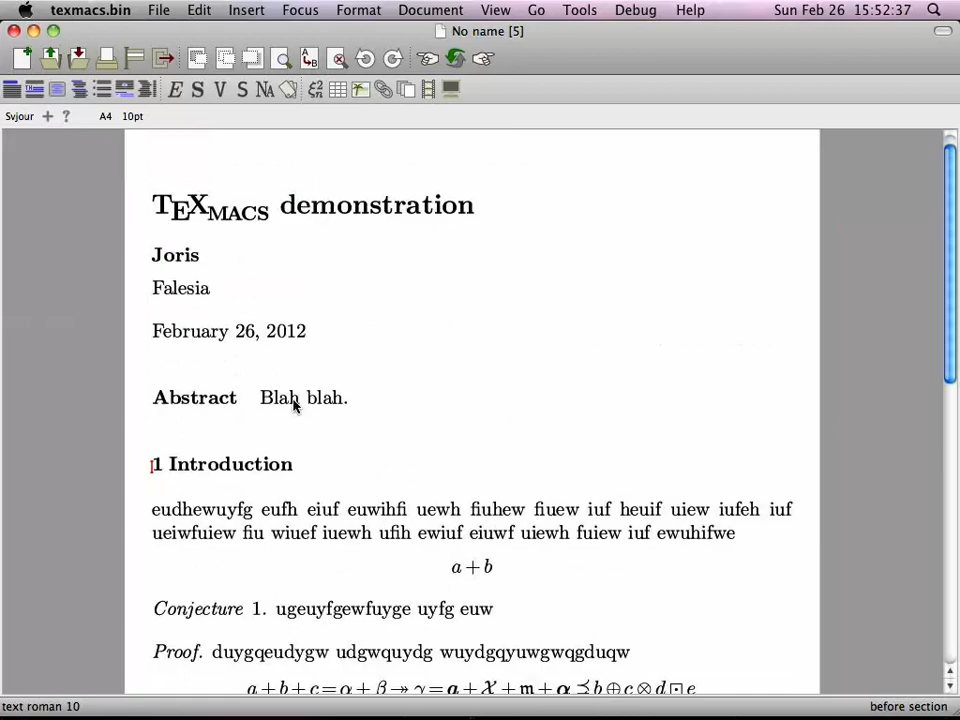 texmacs.bin File Edit Insert Focus Format Document View Go Tools Debug Help Sun Feb 26 15:52:37
No name [5]
E S V S NA
Svjour + ? A4 10pt
TEXMACS demonstration
Joris
Falesia
February 26, 2012
Abstract Blah blah.
1 Introduction
eudhewuyfg eufh eiuf euwihfi uewh fiuhew fiuew iuf heuif uiew iufeh iuf
ueiwfuiew fiu wiuef iuewh ufih ewiuf eiuwf uiewh fuiew iuf ewuhifwe
a + b
Conjecture 1. ugeuyfgewfuyge uyfg euw
Proof. duygqeudygw udgwquydg wuydgqyuwgwqgduqw
a + b + c = α + β ↠ γ = a + 𝒳 + 𝔪 + α ⪯ b ⊕ c ⊗ d ⊡ e
text roman 10 before section